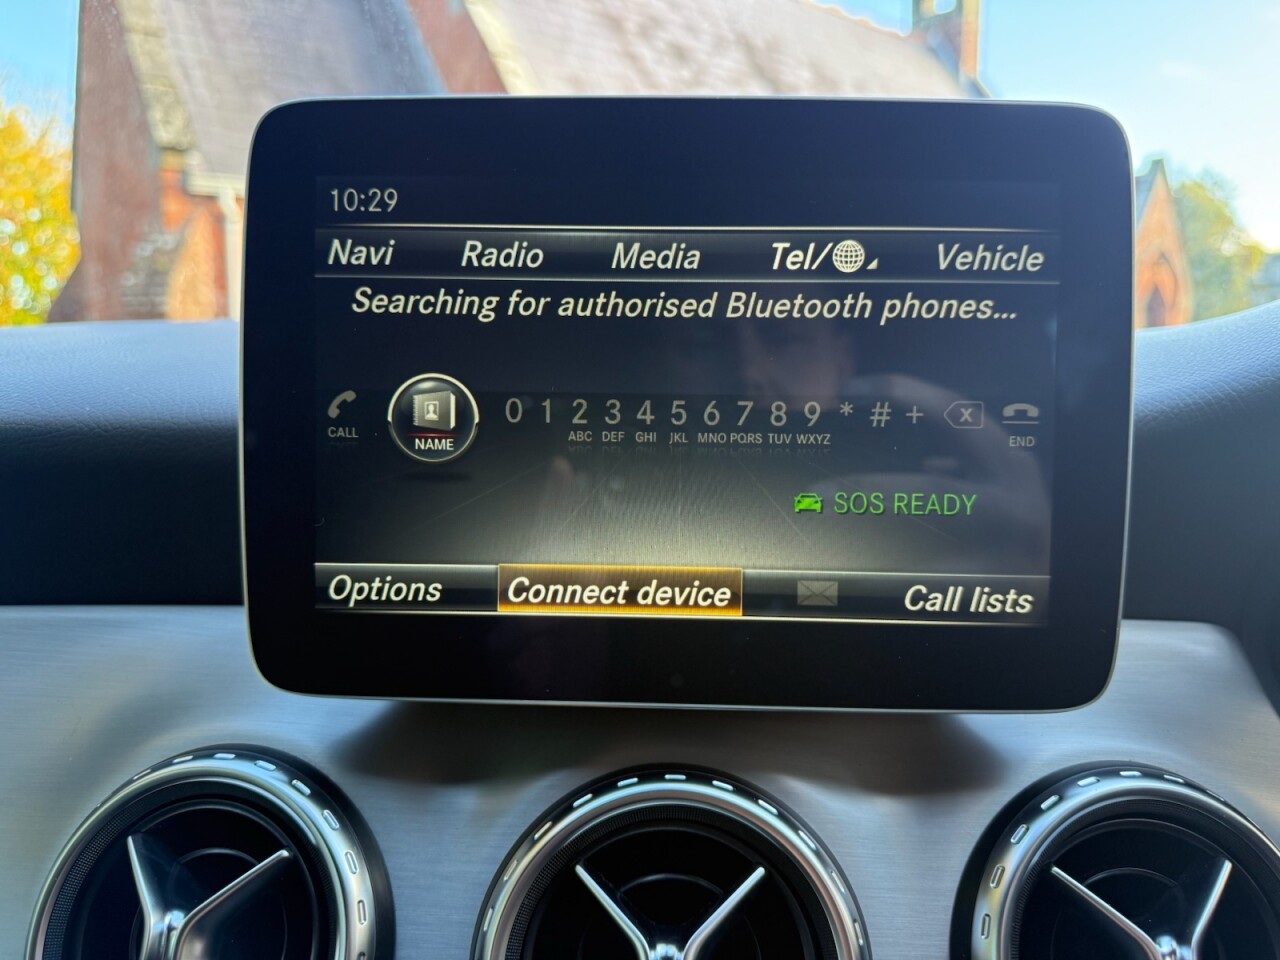 10:29
Navi Radio Media Tel/ Vehicle
Searching for authorised Bluetooth phones...
CALL NAME 0 1 2 3 4 5 6 7 8 9 * # + X END
ABC DEF GHI JKL MNO PQRS TUV WXYZ
SOS READY
Options Connect device Call lists